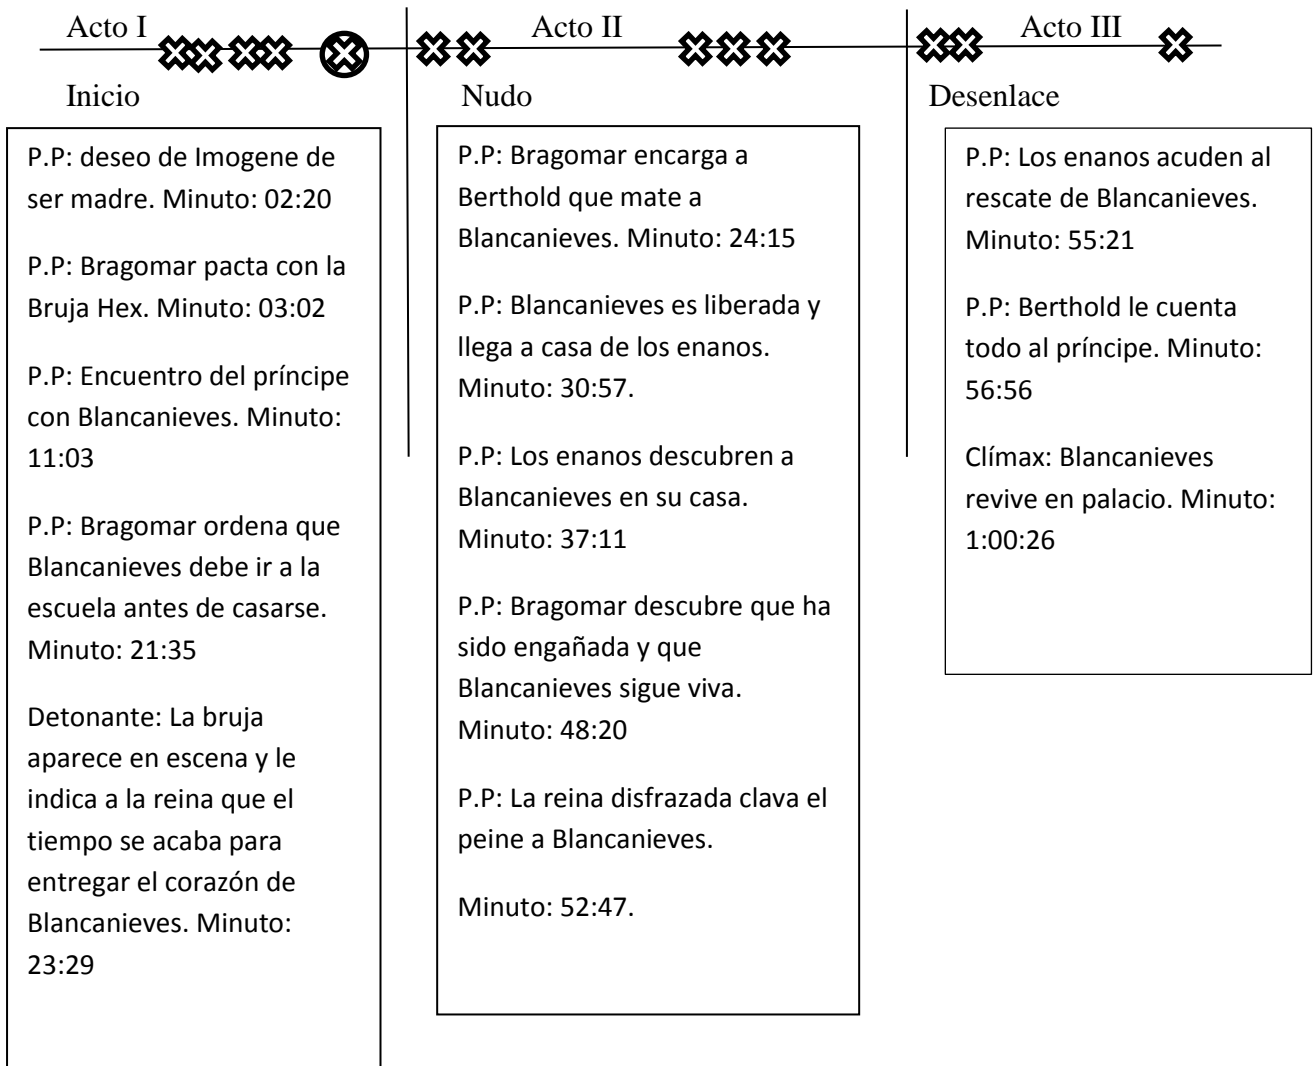 Acto I
Acto II
Acto III
Inicio
Nudo
Desenlace
P.P: deseo de Imogene de
ser madre. Minuto: 02:20
P.P: Bragomar pacta con la
Bruja Hex. Minuto: 03:02
P.P: Encuentro del príncipe
con Blancanieves. Minuto:
11:03
P.P: Bragomar ordena que
Blancanieves debe ir a la
escuela antes de casarse.
Minuto: 21:35
Detonante: La bruja
aparece en escena y le
indica a la reina que el
tiempo se acaba para
entregar el corazón de
Blancanieves. Minuto:
23:29
P.P: Bragomar encarga a
Berthold que mate a
Blancanieves. Minuto: 24:15
P.P: Blancanieves es liberada y
llega a casa de los enanos.
Minuto: 30:57.
P.P: Los enanos descubren a
Blancanieves en su casa.
Minuto: 37:11
P.P: Bragomar descubre que ha
sido engañada y que
Blancanieves sigue viva.
Minuto: 48:20
P.P: La reina disfrazada clava el
peine a Blancanieves.
Minuto: 52:47.
P.P: Los enanos acuden al
rescate de Blancanieves.
Minuto: 55:21
P.P: Berthold le cuenta
todo al príncipe. Minuto:
56:56
Clímax: Blancanieves
revive en palacio. Minuto:
1:00:26